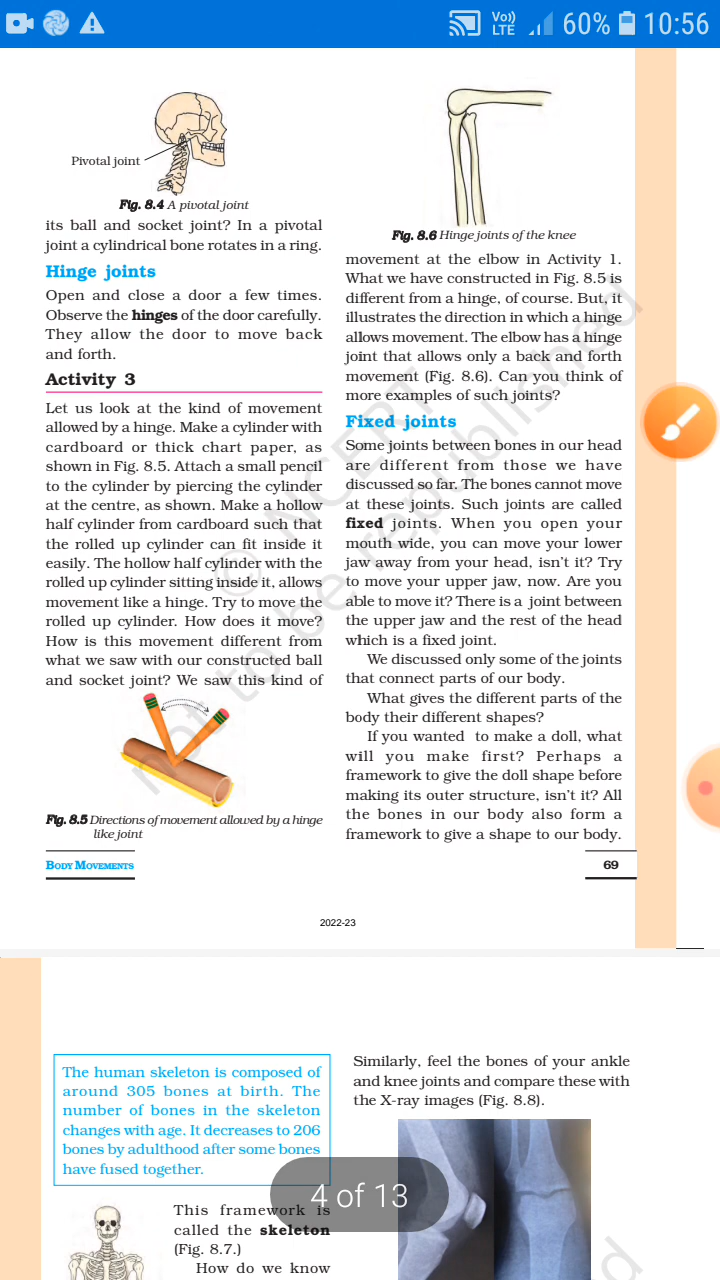 Vo))
LTE
60%
10:56
Pivotal joint
Fig. 8.4 A pivotal joint
its ball and socket joint? In a pivotal
joint a cylindrical bone rotates in a ring.
Hinge joints
Open and close a door a few times.
Observe the hinges of the door carefully.
They allow the door to move back
and forth.
Activity 3
Let us look at the kind of movement
allowed by a hinge. Make a cylinder with
cardboard or thick chart paper, as
shown in Fig. 8.5. Attach a small pencil
to the cylinder by piercing the cylinder
at the centre, as shown. Make a hollow
half cylinder from cardboard such that
the rolled up cylinder can fit inside it
easily. The hollow half cylinder with the
rolled up cylinder sitting inside it, allows
movement like a hinge. Try to move the
rolled up cylinder. How does it move?
How is this movement different from
what we saw with our constructed ball
and socket joint? We saw this kind of
Fig. 8.5 Directions of movement allowed by a hinge
like joint
Fig. 8.6 Hinge joints of the knee
movement at the elbow in Activity 1.
What we have constructed in Fig. 8.5 is
different from a hinge, of course. But, it
illustrates the direction in which a hinge
allows movement. The elbow has a hinge
joint that allows only a back and forth
movement (Fig. 8.6). Can you think of
more examples of such joints?
Fixed joints
Some joints between bones in our head
are different from those we have
discussed so far. The bones cannot move
at these joints. Such joints are called
fixed joints. When you open your
mouth wide, you can move your lower
jaw away from your head, isn't it? Try
to move your upper jaw, now. Are you
able to move it? There is a joint between
the upper jaw and the rest of the head
which is a fixed joint.
We discussed only some of the joints
that connect parts of our body.
What gives the different parts of the
body their different shapes?
If you wanted to make a doll, what
will you make first? Perhaps a
framework to give the doll shape before
making its outer structure, isn't it? All
the bones in our body also form a
framework to give a shape to our body.
© NCERT
not to be republished
BODY MOVEMENTS
69
2022-23
The human skeleton is composed of
around 305 bones at birth. The
number of bones in the skeleton
changes with age. It decreases to 206
bones by adulthood after some bones
have fused together.
This framework is
called the skeleton
(Fig. 8.7.)
How do we know
Similarly, feel the bones of your ankle
and knee joints and compare these with
the X-ray images (Fig. 8.8).
4 of 13